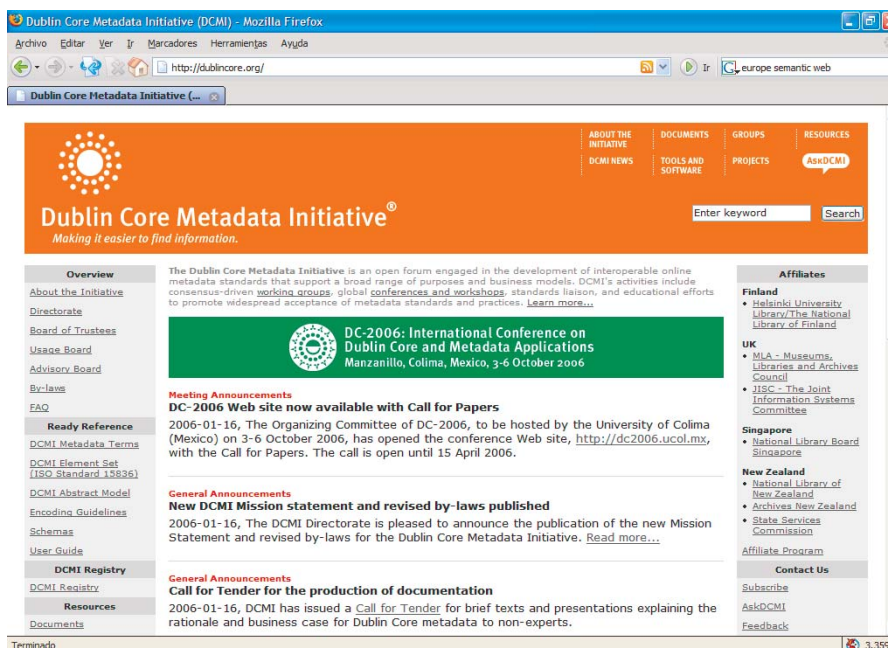 Dublin Core Metadata Initiative (DCMI) - Mozilla Firefox
Archivo Editar Ver Ir Marcadores Herramientas Ayuda
http://dublincore.org/ Ir europe semantic web
Dublin Core Metadata Initiative (...
ABOUT THE INITIATIVE
DOCUMENTS
GROUPS
RESOURCES
DCMI NEWS
TOOLS AND SOFTWARE
PROJECTS
AskDCMI
Dublin Core Metadata Initiative®
Making it easier to find information.
Enter keyword Search
Overview
About the Initiative
Directorate
Board of Trustees
Usage Board
Advisory Board
By-laws
FAQ
Ready Reference
DCMI Metadata Terms
DCMI Element Set
(ISO Standard 15836)
DCMI Abstract Model
Encoding Guidelines
Schemas
User Guide
DCMI Registry
DCMI Registry
Resources
Documents
The Dublin Core Metadata Initiative is an open forum engaged in the development of interoperable online
metadata standards that support a broad range of purposes and business models. DCMI's activities include
consensus-driven working groups, global conferences and workshops, standards liaison, and educational efforts
to promote widespread acceptance of metadata standards and practices. Learn more...
DC-2006: International Conference on
Dublin Core and Metadata Applications
Manzanillo, Colima, Mexico, 3-6 October 2006
Meeting Announcements
DC-2006 Web site now available with Call for Papers
2006-01-16, The Organizing Committee of DC-2006, to be hosted by the University of Colima
(Mexico) on 3-6 October 2006, has opened the conference Web site, http://dc2006.ucol.mx,
with the Call for Papers. The call is open until 15 April 2006.
General Announcements
New DCMI Mission statement and revised by-laws published
2006-01-16, The DCMI Directorate is pleased to announce the publication of the new Mission
Statement and revised by-laws for the Dublin Core Metadata Initiative. Read more...
General Announcements
Call for Tender for the production of documentation
2006-01-16, DCMI has issued a Call for Tender for brief texts and presentations explaining the
rationale and business case for Dublin Core metadata to non-experts.
Affiliates
Finland
Helsinki University
Library/The National
Library of Finland
UK
MLA - Museums,
Libraries and Archives
Council
JISC - The Joint
Information Systems
Committee
Singapore
National Library Board
Singapore
New Zealand
National Library of
New Zealand
Archives New Zealand
State Services
Commission
Affiliate Program
Contact Us
Subscribe
AskDCMI
Feedback
Terminado 3,359